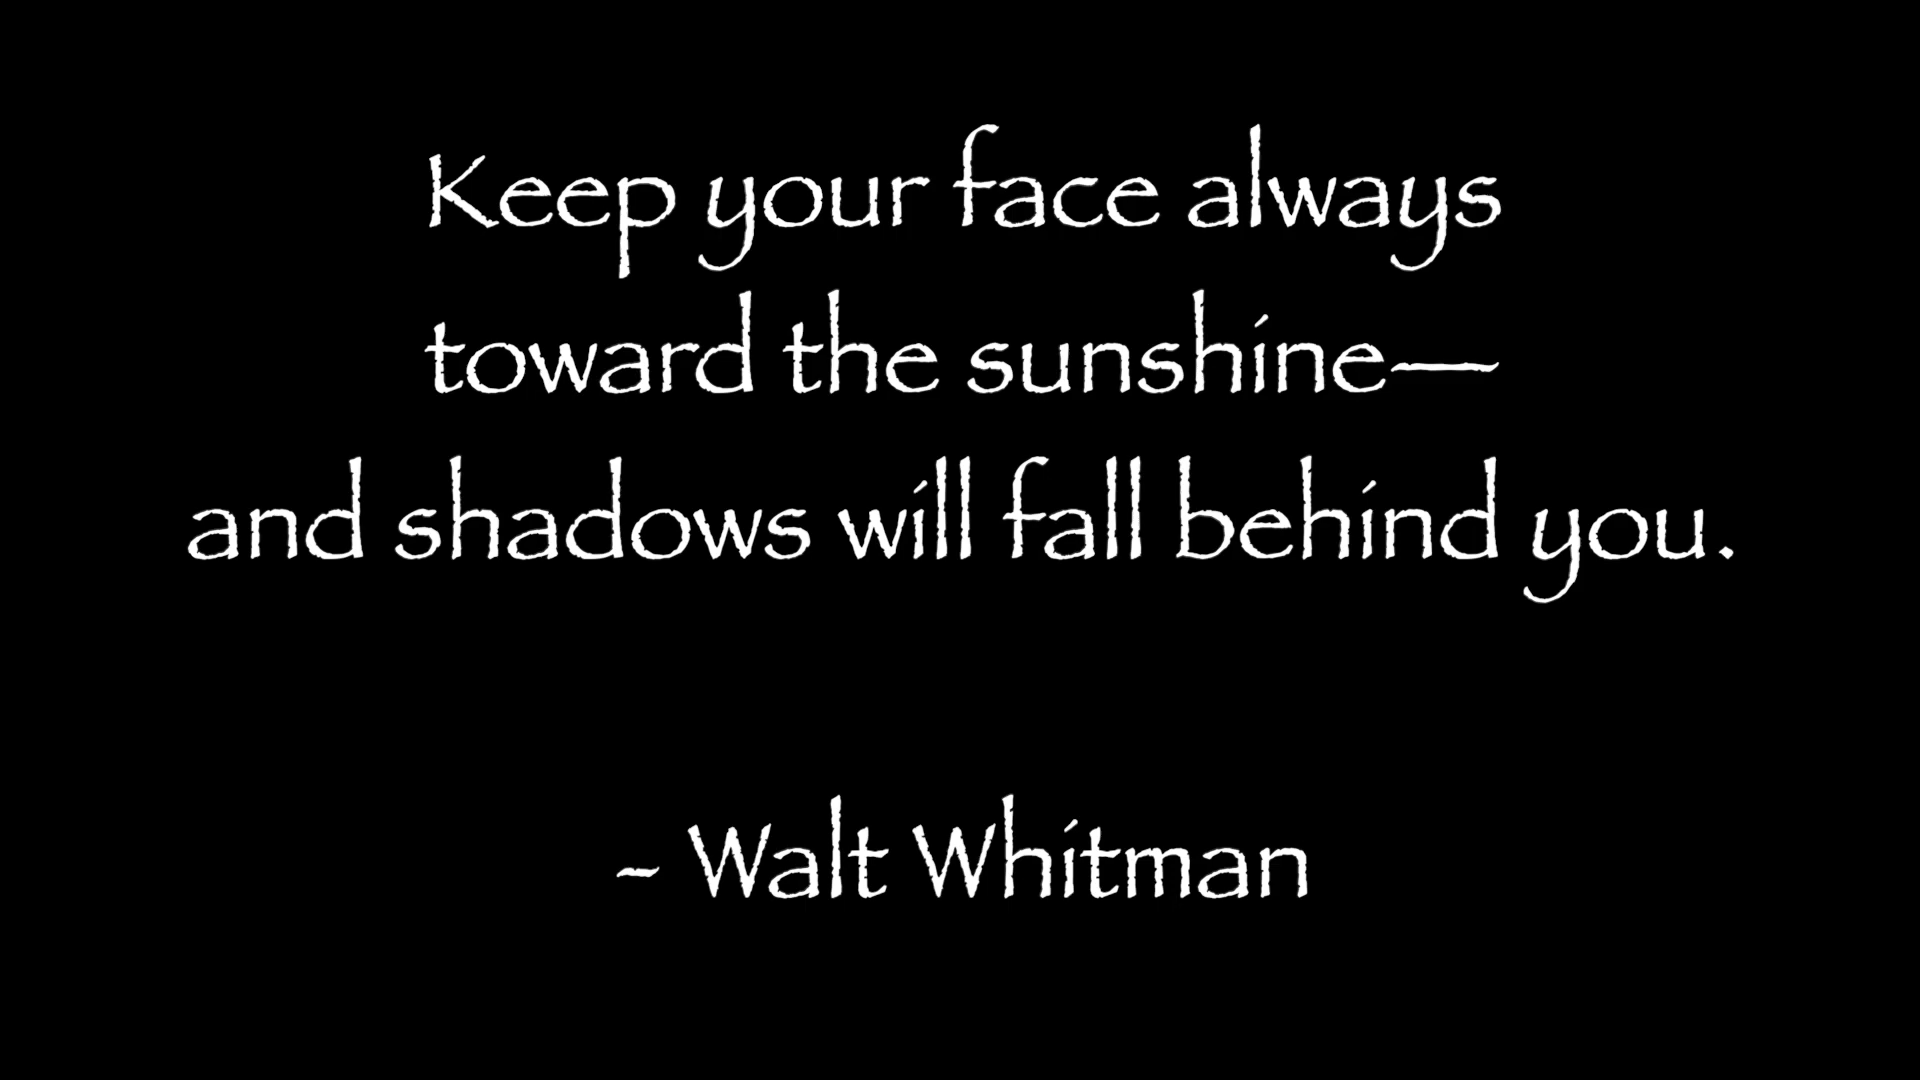 Keep your face always
toward the sunshine—
and shadows will fall behind you.
- Walt Whitman